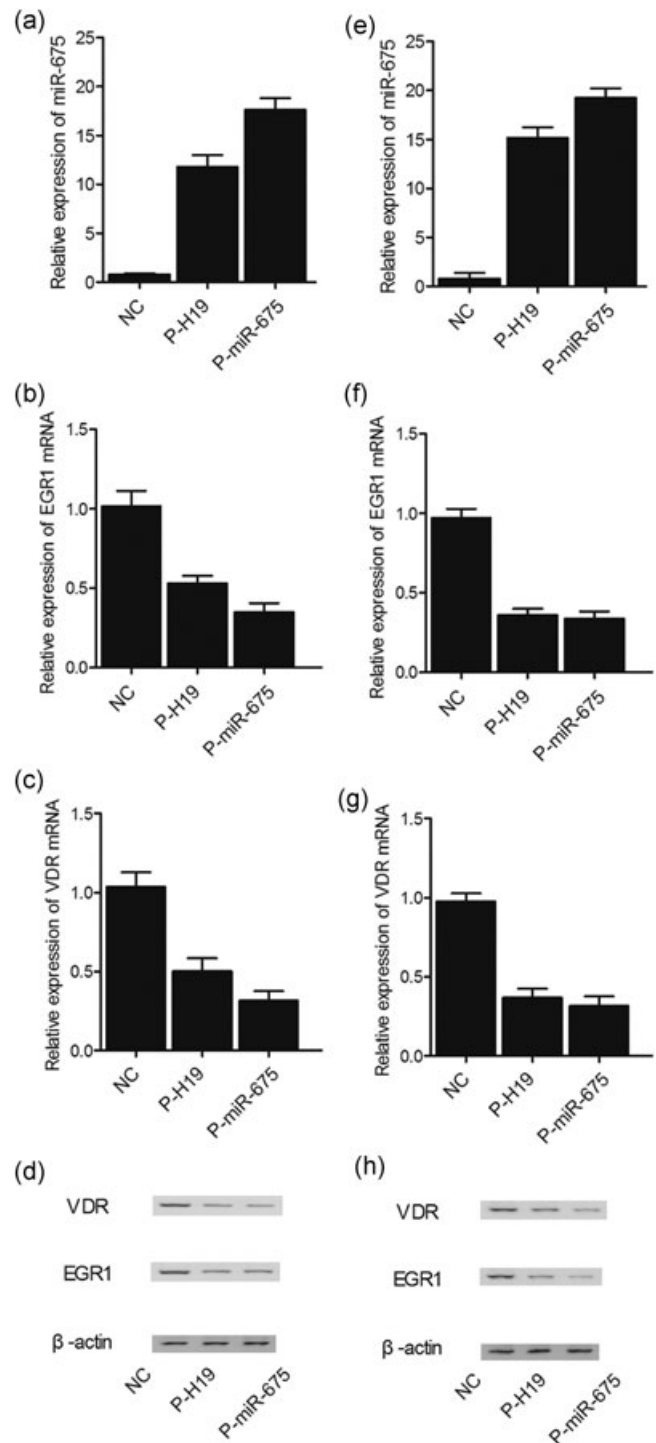 (a)
Relative expression of miR-675
25
20
15
10
5
0
NC
P-H19
P-miR-675
(e)
Relative expression of miR-675
25
20
15
10
5
0
NC
P-H19
P-miR-675
(b)
Relative expression of EGR1 mRNA
1.5
1.0
0.5
0.0
NC
P-H19
P-miR-675
(f)
Relative expression of EGR1 mRNA
1.5
1.0
0.5
0.0
NC
P-H19
P-miR-675
(c)
Relative expression of VDR mRNA
1.5
1.0
0.5
0.0
NC
P-H19
P-miR-675
(g)
Relative expression of VDR mRNA
1.5
1.0
0.5
0.0
NC
P-H19
P-miR-675
(d)
VDR
EGR1
β -actin
NC
P-H19
P-miR-675
(h)
VDR
EGR1
β -actin
NC
P-H19
P-miR-675